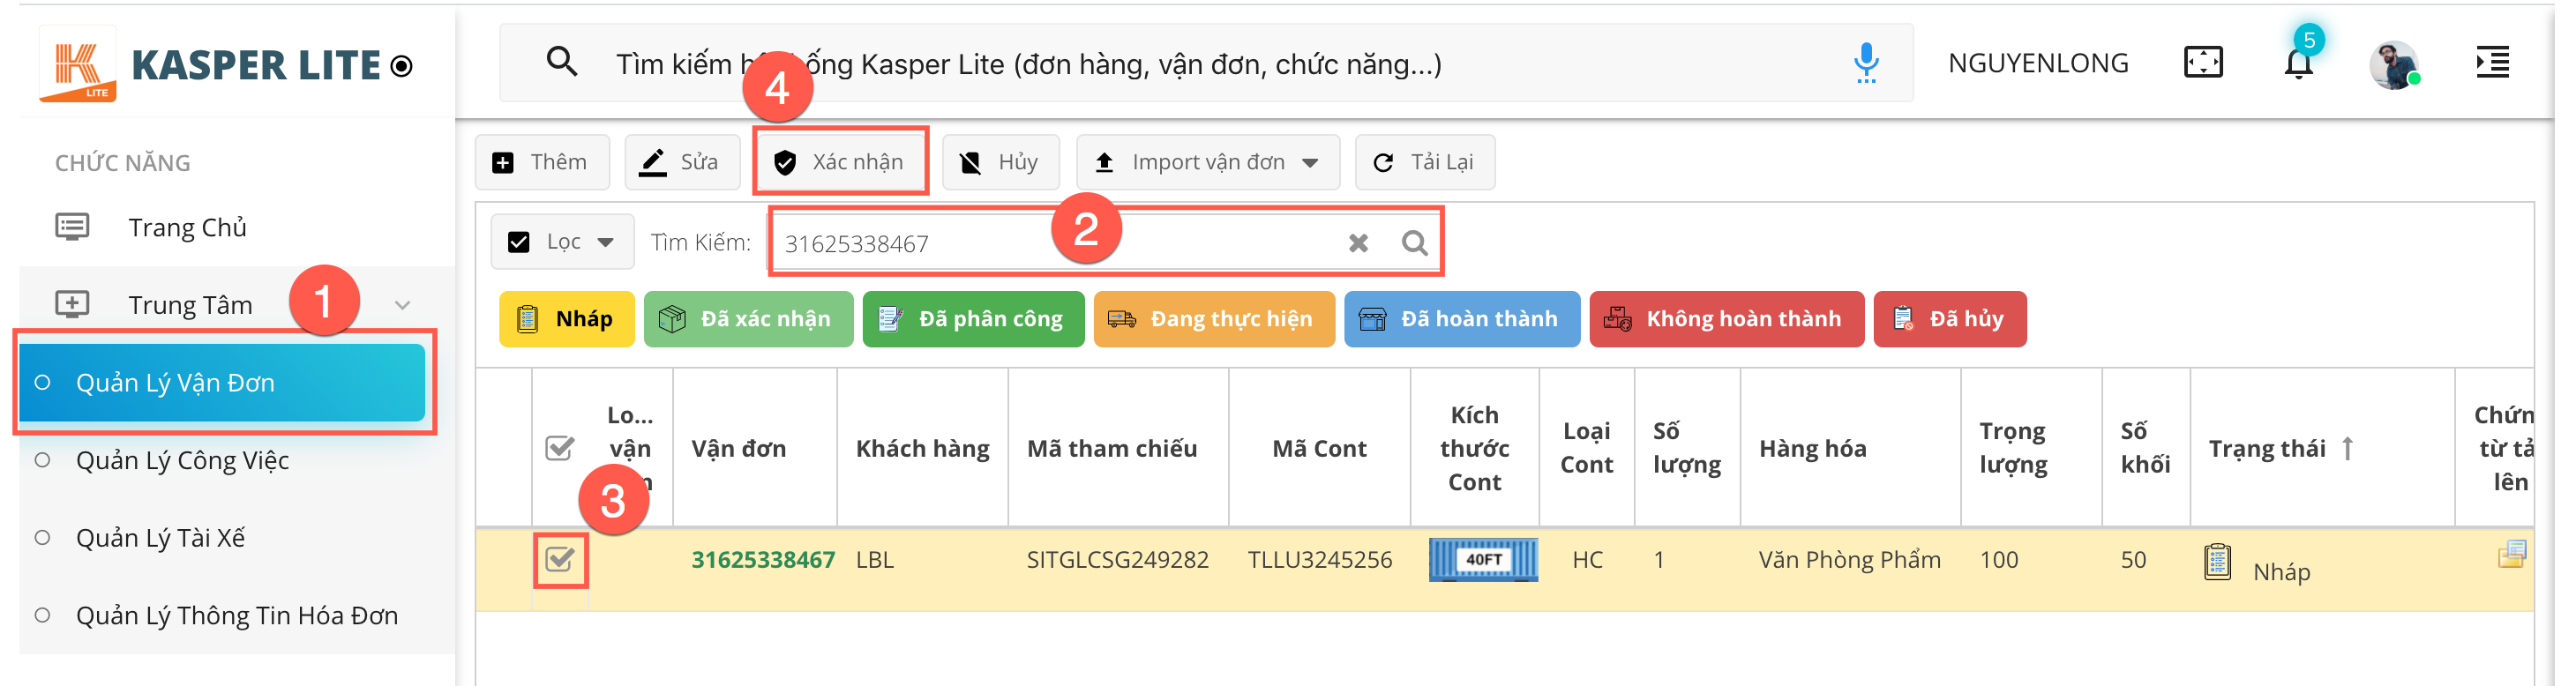 KASPER LITE
LITE
Tìm kiếm ống Kasper Lite (đơn hàng, vận đơn, chức năng...)
NGUYENLONG
5
4
CHỨC NĂNG
Trang Chủ
Trung Tâm
1
Quản Lý Vận Đơn
Quản Lý Công Việc
Quản Lý Tài Xế
Quản Lý Thông Tin Hóa Đơn
Thêm
Sửa
Xác nhận
Hủy
Import vận đơn
Tải Lại
Lọc
Tìm Kiếm:
31625338467
2
Nháp
Đã xác nhận
Đã phân công
Đang thực hiện
Đã hoàn thành
Không hoàn thành
Đã hủy
Lo...
vận
Vận đơn
Khách hàng
Mã tham chiếu
Mã Cont
Kích
thước
Cont
Loại
Cont
Số
lượng
Hàng hóa
Trọng
lượng
Số
khối
Trạng thái
Chứn
từ tả
lên
3
31625338467
LBL
SITGLCSG249282
TLLU3245256
40FT
HC
1
Văn Phòng Phẩm
100
50
Nháp